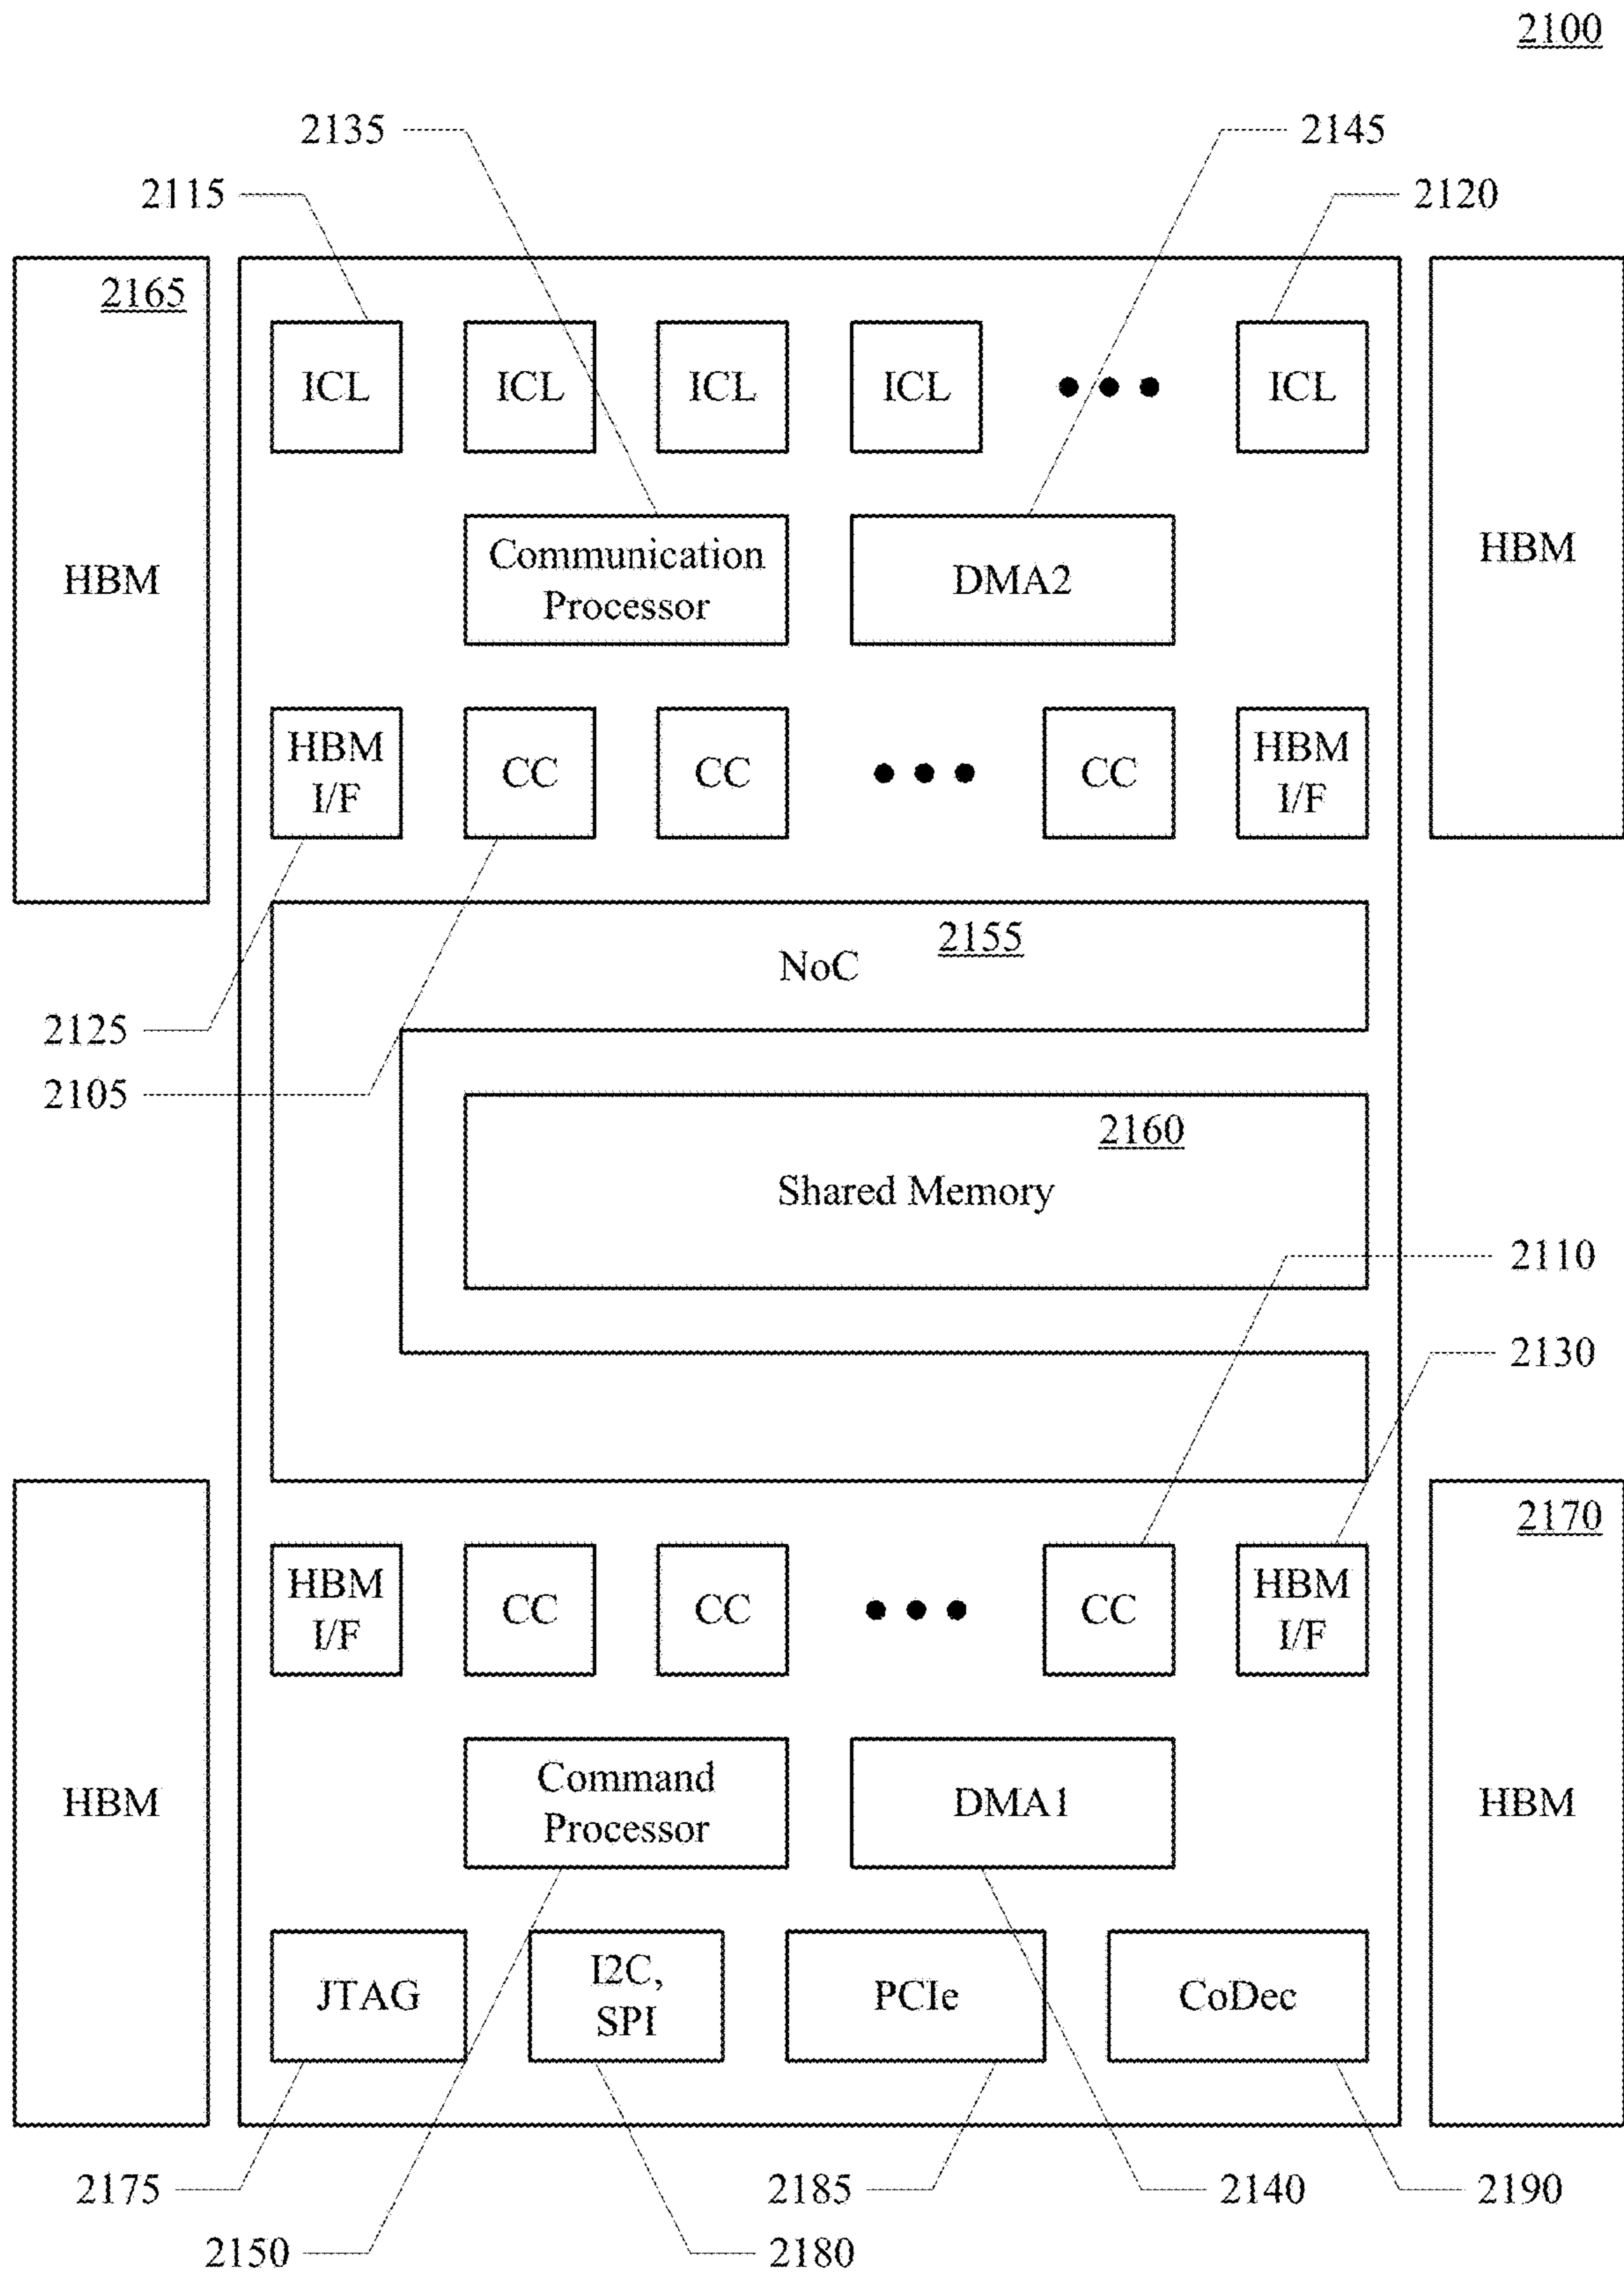 2100
2135
2145
2115
2120
2165
ICL
ICL
ICL
ICL
ICL
HBM
Communication
Processor
DMA2
HBM
HBM
I/F
CC
CC
CC
HBM
I/F
2155
NoC
2125
2105
2160
Shared Memory
2110
2130
2170
HBM
I/F
CC
CC
CC
HBM
I/F
HBM
Command
Processor
DMA1
HBM
JTAG
I2C,
SPI
PCIe
CoDec
2175
2185
2140
2190
2150
2180